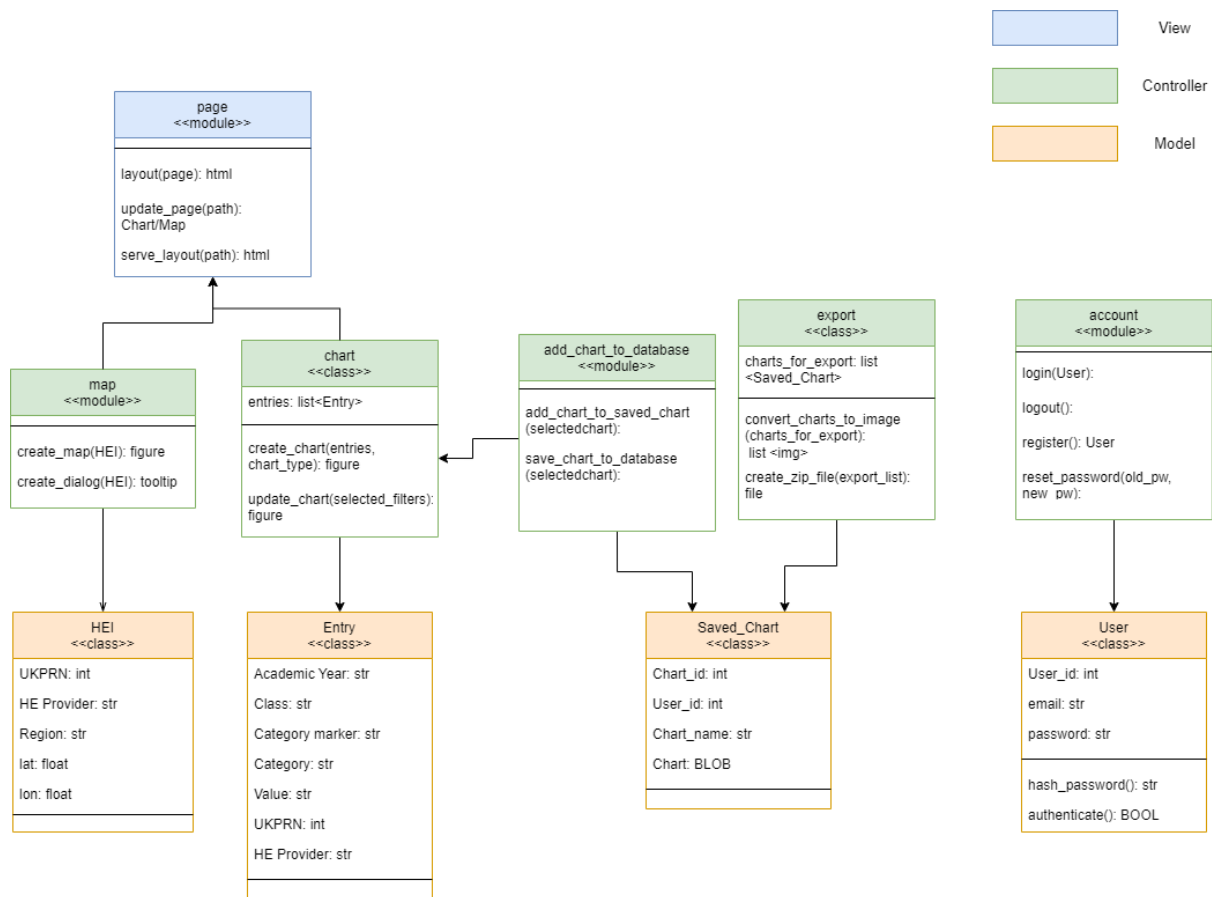 View
Controller
Model
page
<<module>>
layout(page): html
update_page(path):
Chart/Map
serve_layout(path): html
map
<<module>>
create_map(HEI): figure
create_dialog(HEI): tooltip
chart
<<class>>
entries: list<Entry>
create_chart(entries,
chart_type): figure
update_chart(selected_filters):
figure
add_chart_to_database
<<module>>
add_chart_to_saved_chart
(selectedchart):
save_chart_to_database
(selectedchart):
export
<<class>>
charts_for_export: list
<Saved_Chart>
convert_charts_to_image
(charts_for_export):
list <img>
create_zip_file(export_list):
file
account
<<module>>
login(User):
logout():
register(): User
reset_password(old_pw,
new_pw):
HEI
<<class>>
UKPRN: int
HE Provider: str
Region: str
lat: float
lon: float
Entry
<<class>>
Academic Year: str
Class: str
Category marker: str
Category: str
Value: str
UKPRN: int
HE Provider: str
Saved_Chart
<<class>>
Chart_id: int
User_id: int
Chart_name: str
Chart: BLOB
User
<<class>>
User_id: int
email: str
password: str
hash_password(): str
authenticate(): BOOL